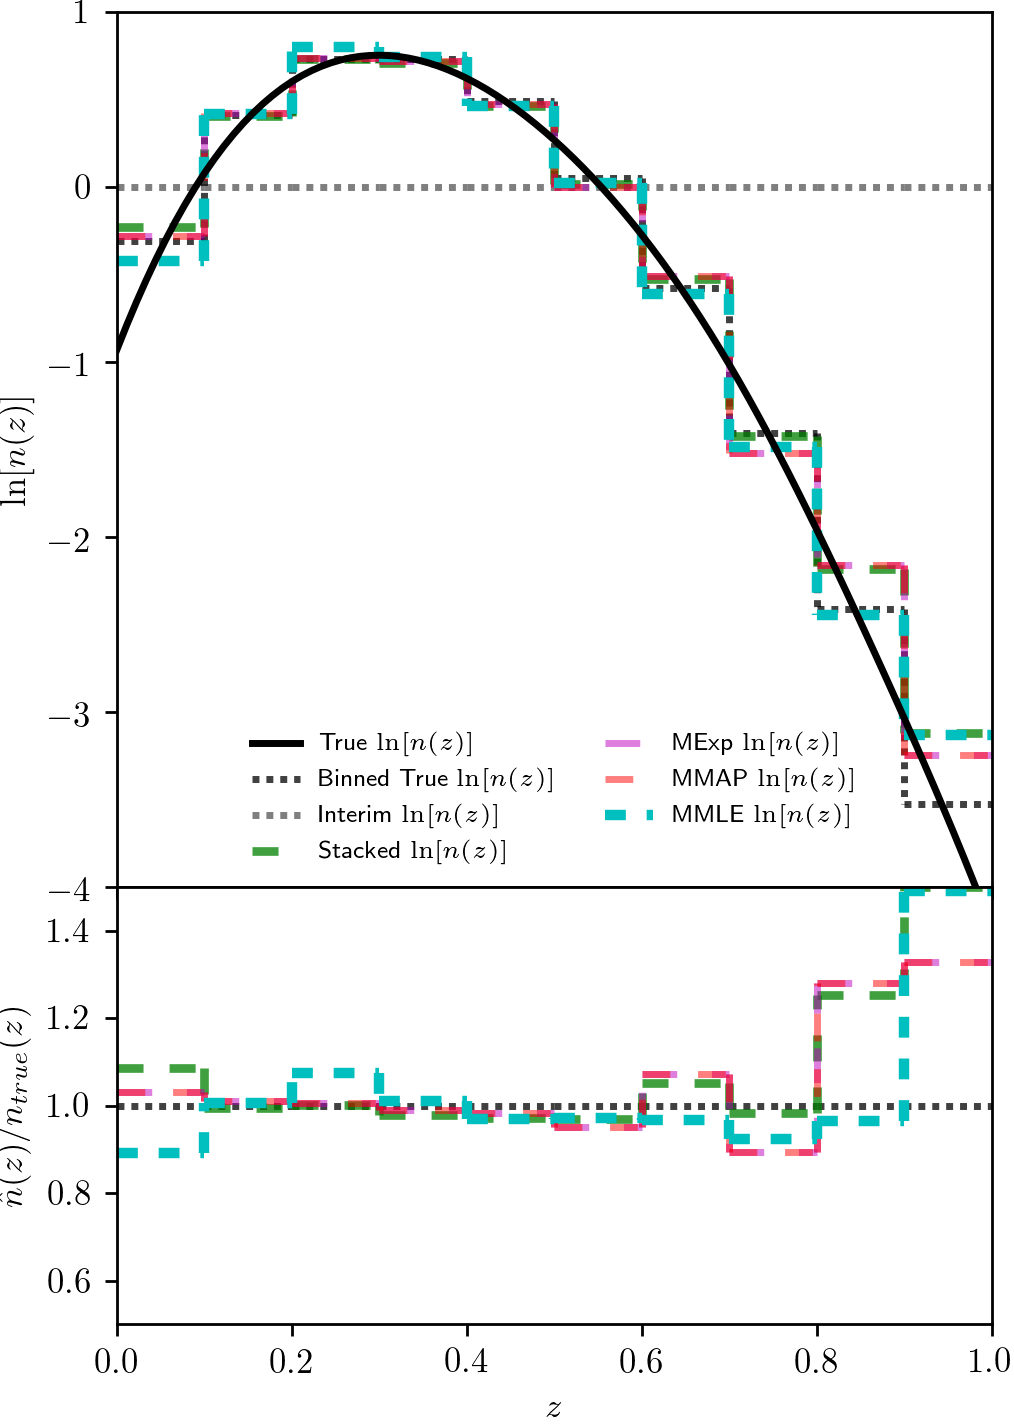 1
0
−1
−2
−3
−4
ln[n(z)]
True ln[n(z)]
Binned True ln[n(z)]
Interim ln[n(z)]
Stacked ln[n(z)]
MExp ln[n(z)]
MMAP ln[n(z)]
MMLE ln[n(z)]
1.4
1.2
1.0
0.8
0.6
n̂(z)/n_{true}(z)
0.0 0.2 0.4 0.6 0.8 1.0
z